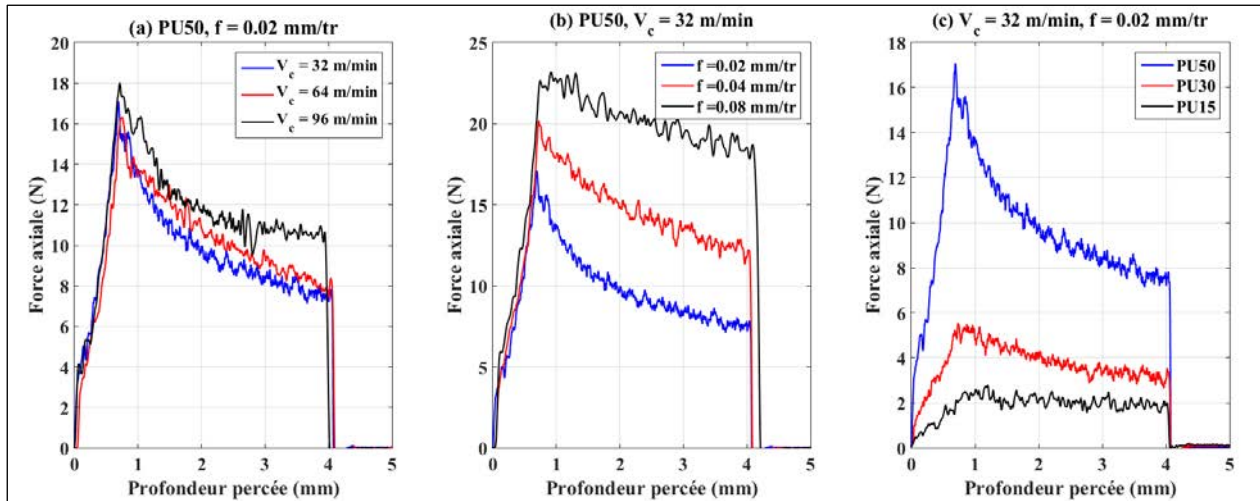 (a) PU50, f = 0.02 mm/tr
20
18
16
14
12
10
8
6
4
2
0
Force axiale (N)
V_c = 32 m/min
V_c = 64 m/min
V_c = 96 m/min
0 1 2 3 4 5
Profondeur percée (mm)
(b) PU50, V_c = 32 m/min
25
20
15
10
5
0
Force axiale (N)
f =0.02 mm/tr
f =0.04 mm/tr
f =0.08 mm/tr
0 1 2 3 4 5
Profondeur percée (mm)
(c) V_c = 32 m/min, f = 0.02 mm/tr
18
16
14
12
10
8
6
4
2
0
Force axiale (N)
PU50
PU30
PU15
0 1 2 3 4 5
Profondeur percée (mm)